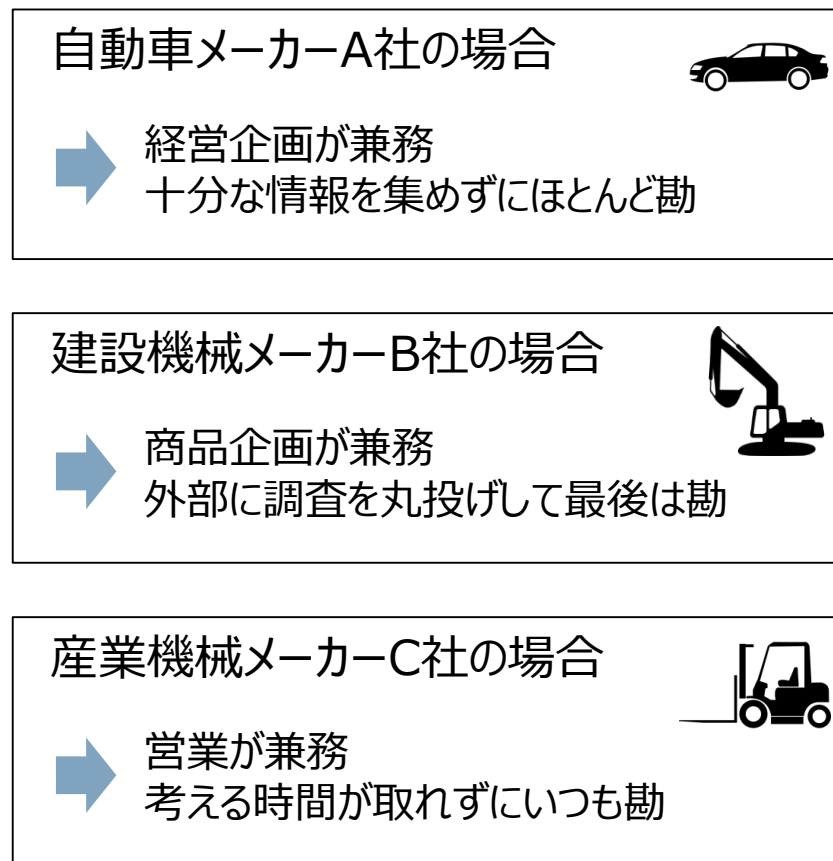 自動車メーカーA社の場合
経営企画が兼務
十分な情報を集めずにほとんど勘
建設機械メーカーB社の場合
商品企画が兼務
外部に調査を丸投げして最後は勘
産業機械メーカーC社の場合
営業が兼務
考える時間が取れずにいつも勘